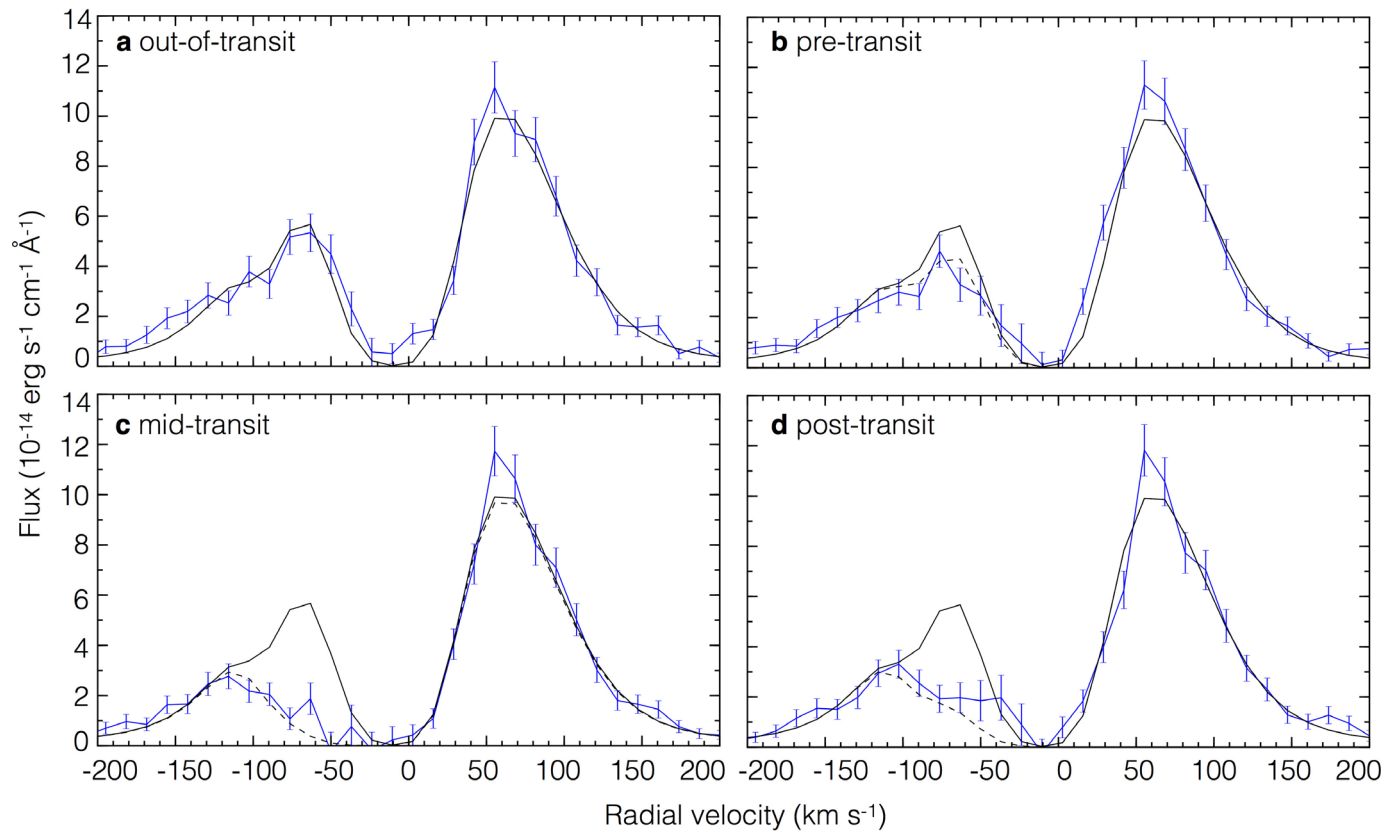 a out-of-transit
b pre-transit
14
12
10
8
6
4
2
0
c mid-transit
d post-transit
14
12
10
8
6
4
2
0
Flux (10-14 erg s-1 cm-1 Å-1)
-200 -150 -100 -50 0 50 100 150 200
-200 -150 -100 -50 0 50 100 150 200
Radial velocity (km s-1)